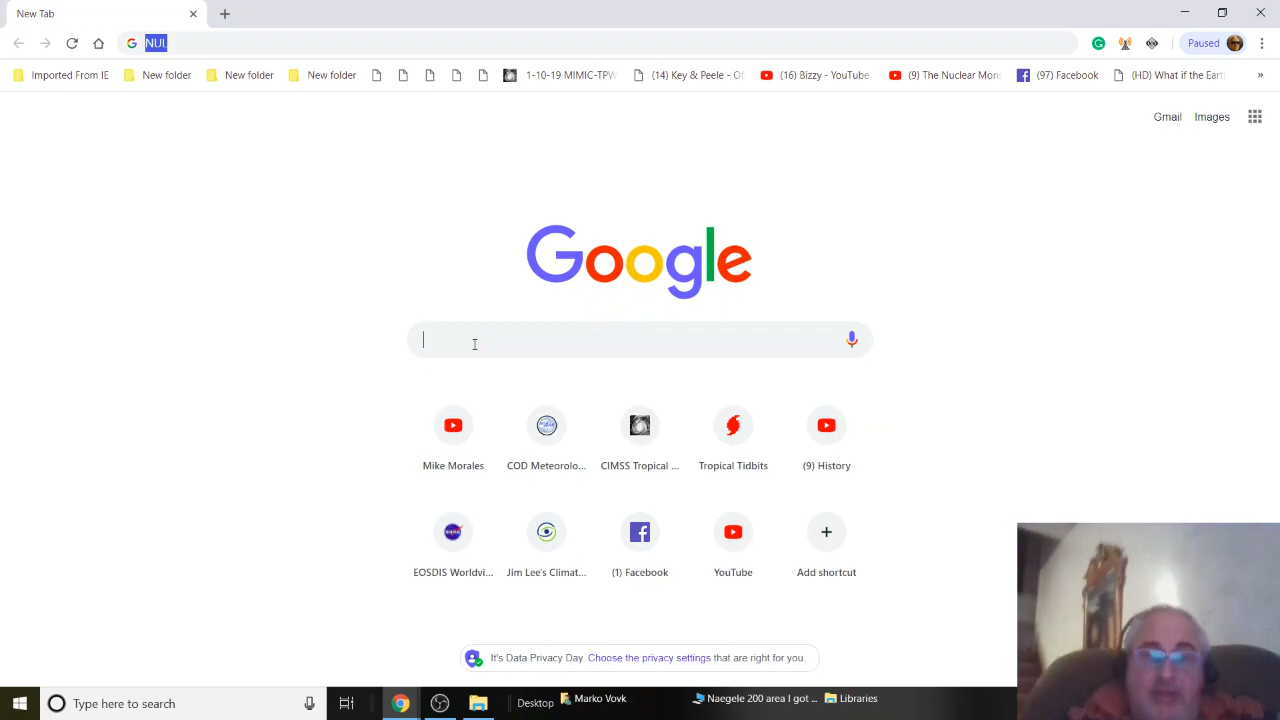 New Tab
NUL
Paused
Imported From IE
New folder
New folder
New folder
1-10-19 MIMIC-TPW
(14) Key & Peele - Of
(16) Bizzy - YouTube
(9) The Nuclear Mons
(97) Facebook
(HD) What if the Eart
»
Gmail
Images
Google
Mike Morales
COD Meteorolo...
CIMSS Tropical ...
Tropical Tidbits
(9) History
EOSDIS Worldvi...
Jim Lee's Climat...
(1) Facebook
YouTube
Add shortcut
It's Data Privacy Day. Choose the privacy settings that are right for you.
Type here to search
Desktop
Marko Vovk
Naegele 200 area I got ...
Libraries